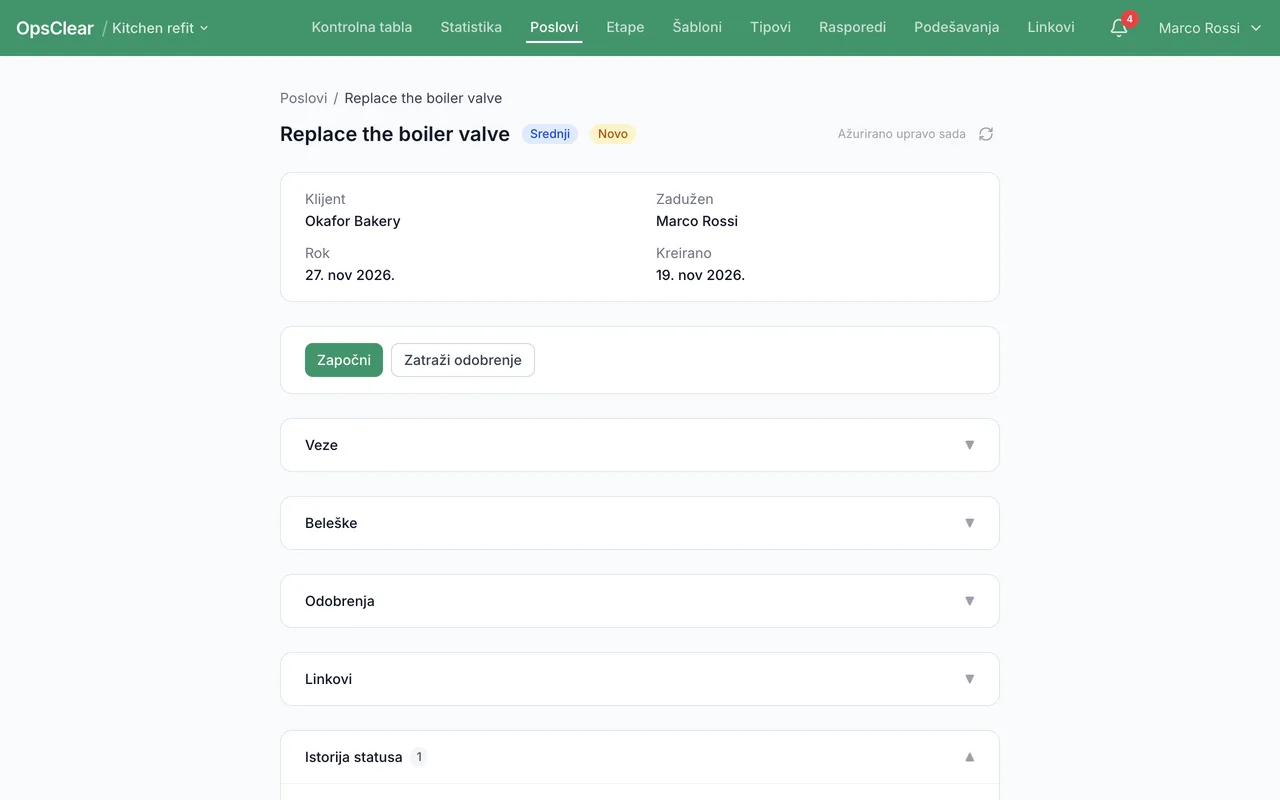 OpsClear / Kitchen refit Kontrolna tabla Statistika Poslovi Etape Šabloni Tipovi Rasporedi Podešavanja Linkovi 4 Marco Rossi
Poslovi / Replace the boiler valve
Replace the boiler valve Srednji Novo Ažurirano upravo sada
Klijent Zadužen
Okafor Bakery Marco Rossi
Rok Kreirano
27. nov 2026. 19. nov 2026.
Započni Zatraži odobrenje
Veze
Beleške
Odobrenja
Linkovi
Istorija statusa 1